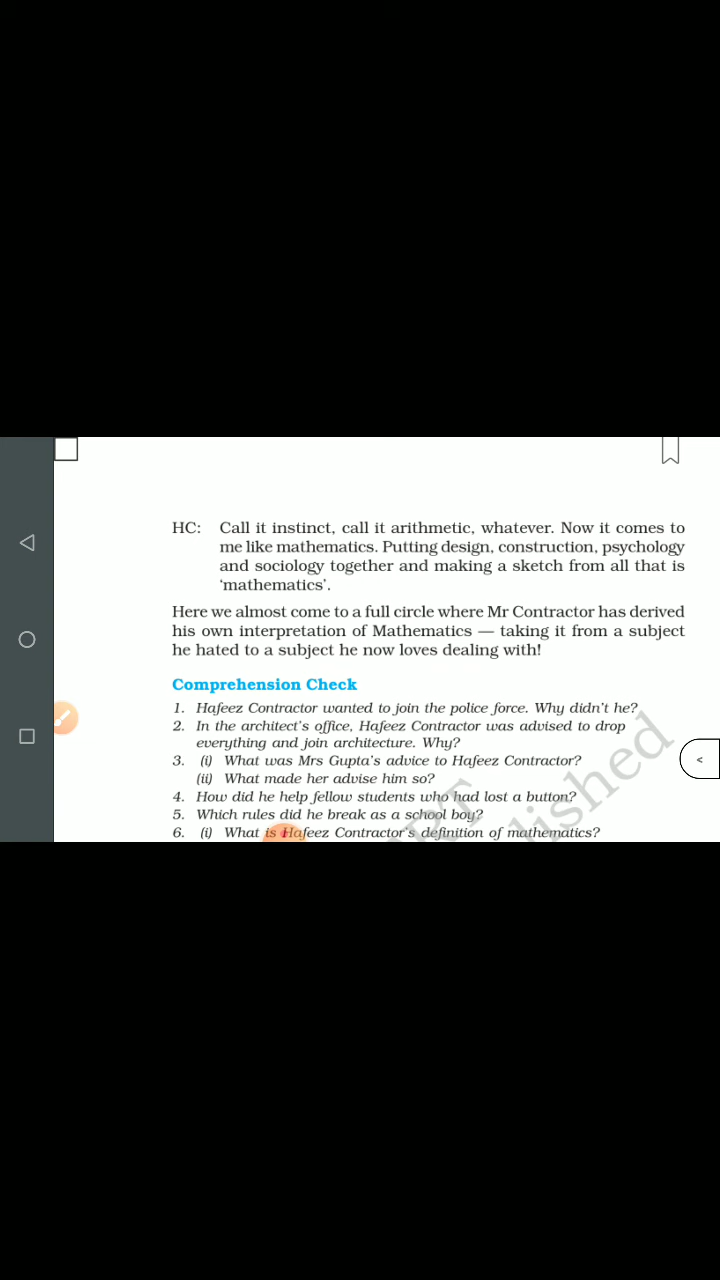 HC: Call it instinct, call it arithmetic, whatever. Now it comes to
me like mathematics. Putting design, construction, psychology
and sociology together and making a sketch from all that is
‘mathematics’.
Here we almost come to a full circle where Mr Contractor has derived
his own interpretation of Mathematics — taking it from a subject
he hated to a subject he now loves dealing with!
Comprehension Check
1. Hafeez Contractor wanted to join the police force. Why didn't he?
2. In the architect's office, Hafeez Contractor was advised to drop
everything and join architecture. Why?
3. (i) What was Mrs Gupta's advice to Hafeez Contractor?
(ii) What made her advise him so?
4. How did he help fellow students who had lost a button?
5. Which rules did he break as a school boy?
6. (i) What is Hafeez Contractor's definition of mathematics?